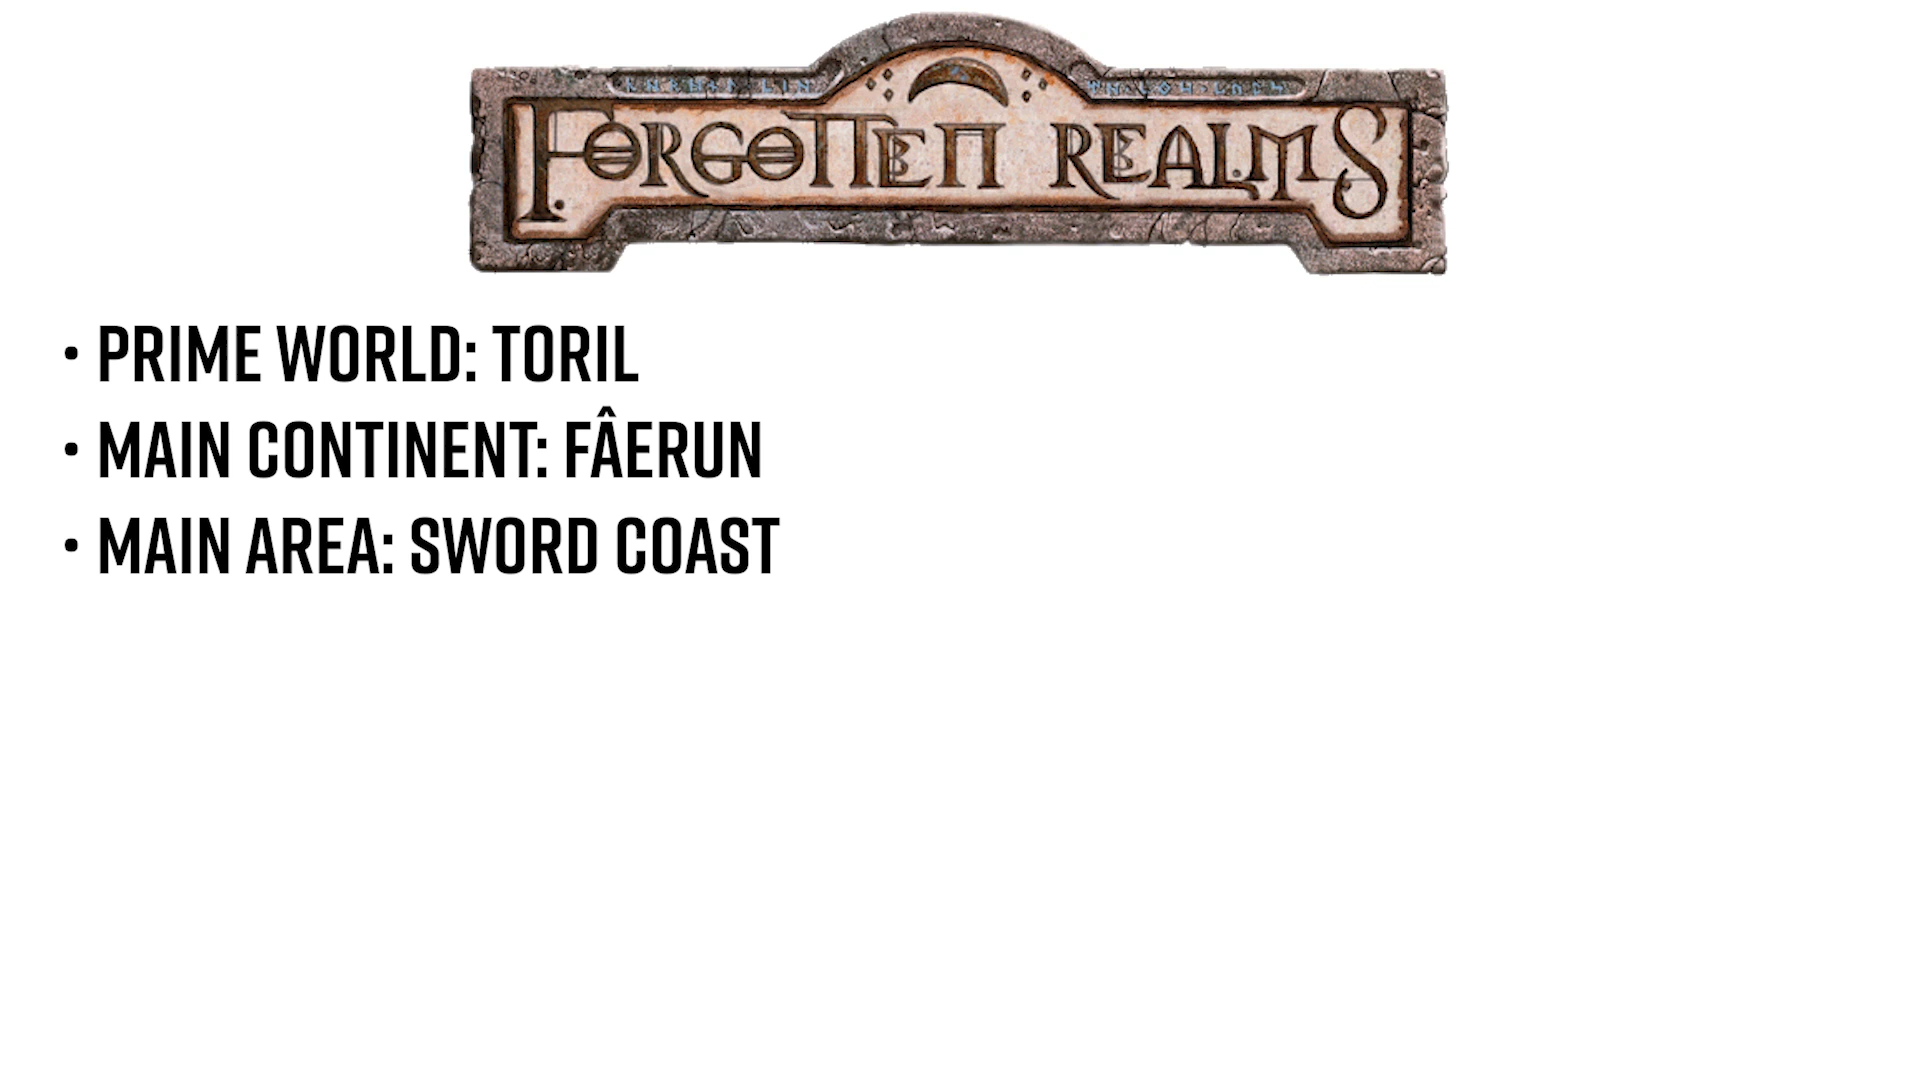 FORGOTTEN REALMS
• PRIME WORLD: TORIL
• MAIN CONTINENT: FÂERUN
• MAIN AREA: SWORD COAST